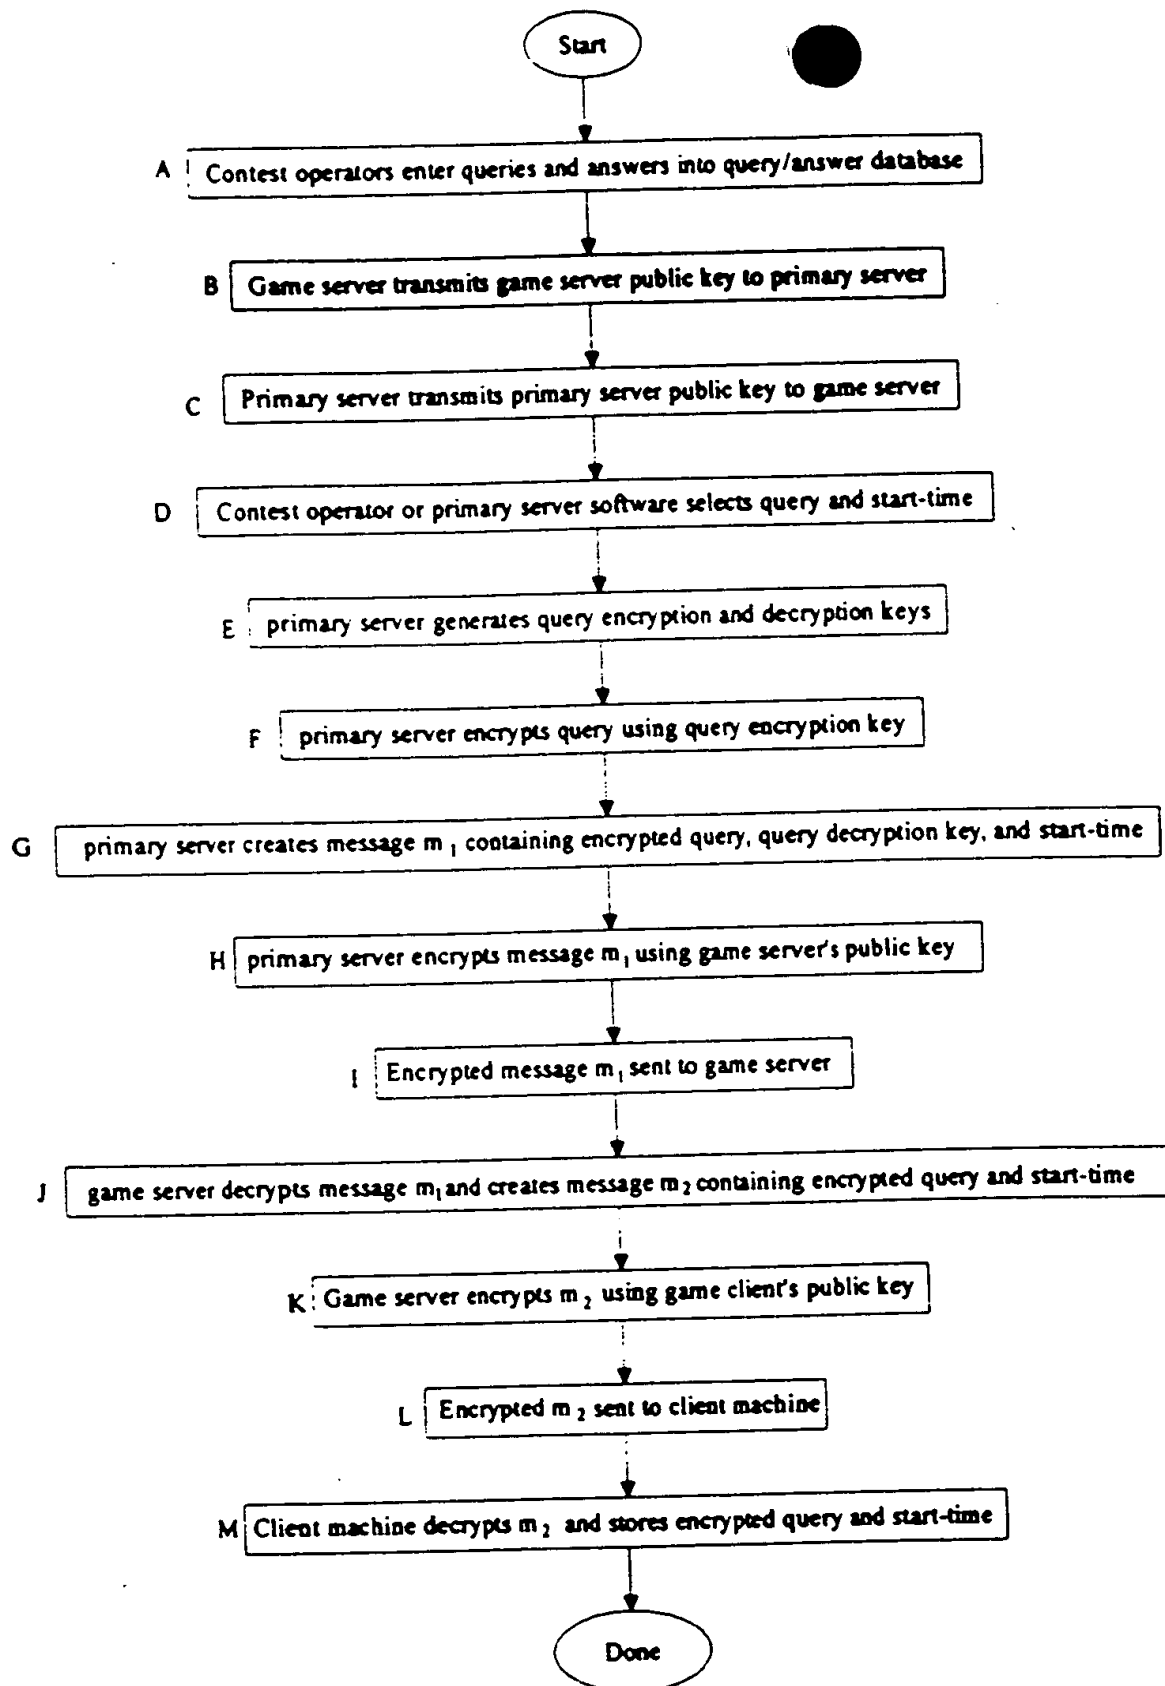 Start
A Contest operators enter queries and answers into query/answer database
B Game server transmits game server public key to primary server
C Primary server transmits primary server public key to game server
D Contest operator or primary server software selects query and start-time
E primary server generates query encryption and decryption keys
F primary server encrypts query using query encryption key
G primary server creates message m₁ containing encrypted query, query decryption key, and start-time
H primary server encrypts message m₁ using game server's public key
I Encrypted message m₁ sent to game server
J game server decrypts message m₁ and creates message m₂ containing encrypted query and start-time
K Game server encrypts m₂ using game client's public key
L Encrypted m₂ sent to client machine
M Client machine decrypts m₂ and stores encrypted query and start-time
Done